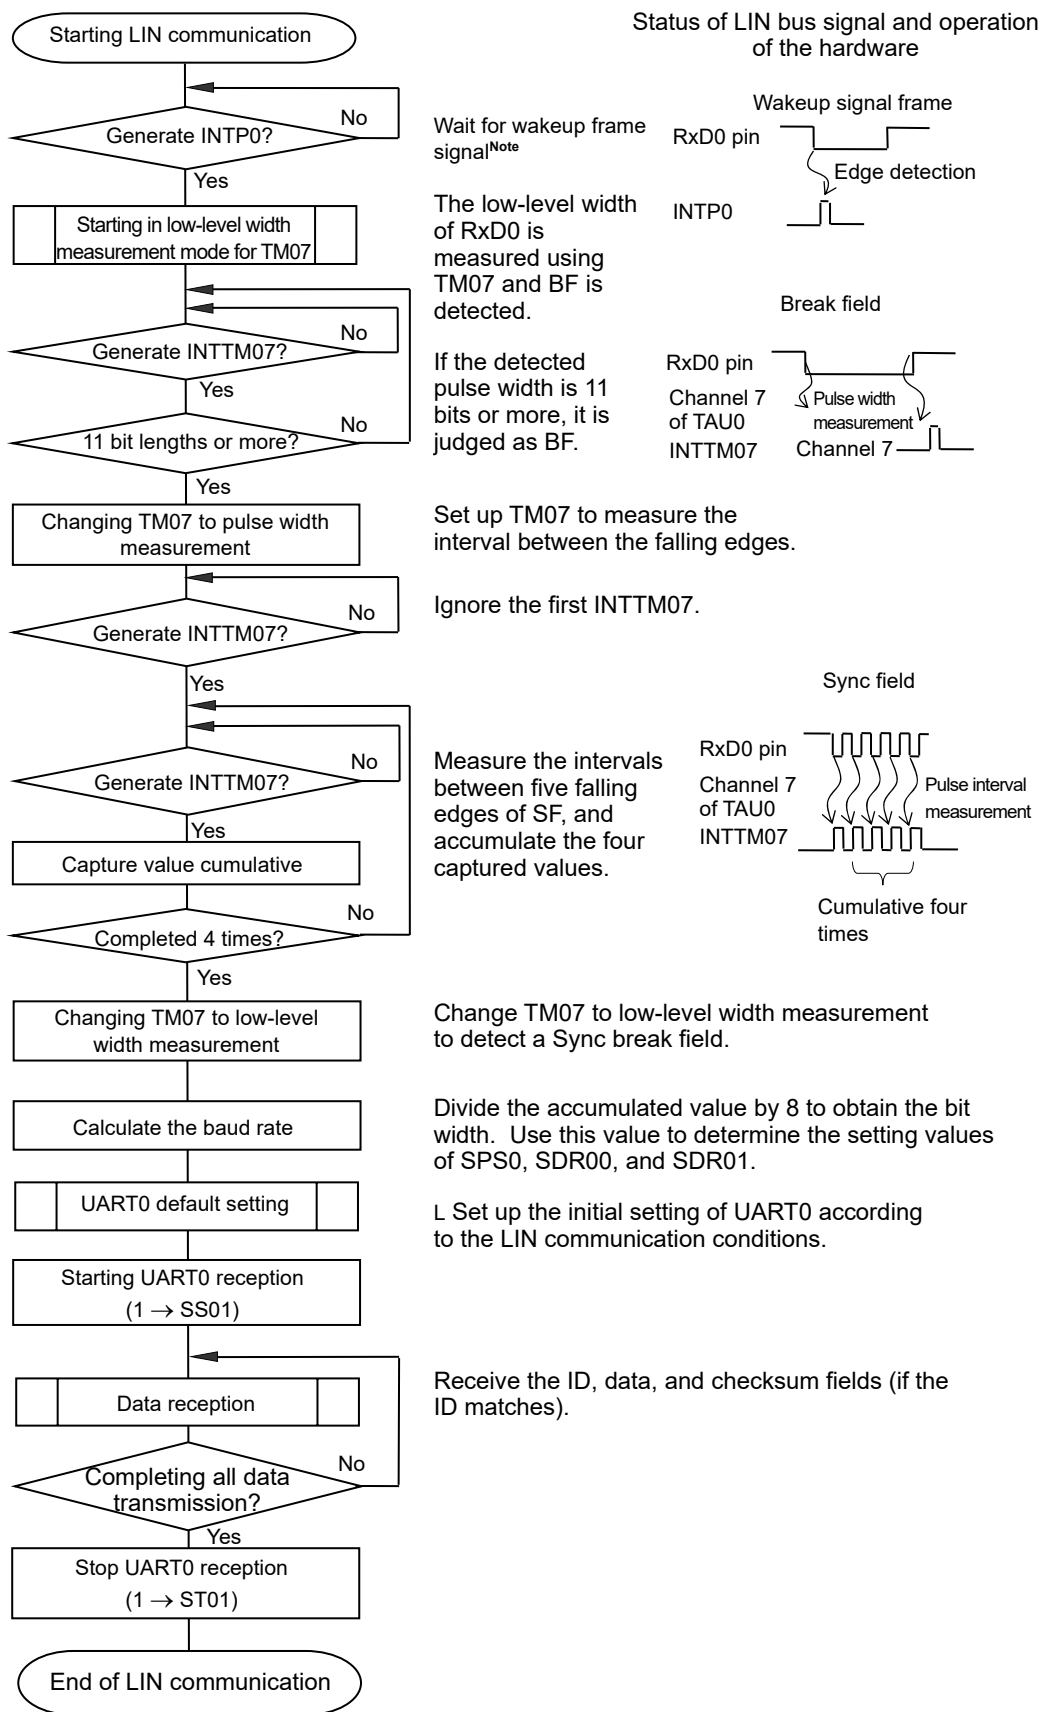 Starting LIN communication
Status of LIN bus signal and operation
of the hardware
Generate INTP0?
No
Yes
Wait for wakeup frame
signalNote
Wakeup signal frame
RxD0 pin
Edge detection
INTP0
Starting in low-level width
measurement mode for TM07
The low-level width
of RxD0 is
measured using
TM07 and BF is
detected.
Break field
Generate INTTM07?
No
Yes
If the detected
pulse width is 11
bits or more, it is
judged as BF.
RxD0 pin
Channel 7
of TAU0
INTTM07
Pulse width
measurement
Channel 7
11 bit lengths or more?
No
Yes
Changing TM07 to pulse width
measurement
Set up TM07 to measure the
interval between the falling edges.
Generate INTTM07?
No
Yes
Ignore the first INTTM07.
Sync field
RxD0 pin
Channel 7
of TAU0
INTTM07
Pulse interval
measurement
Cumulative four
times
Generate INTTM07?
No
Yes
Measure the intervals
between five falling
edges of SF, and
accumulate the four
captured values.
Capture value cumulative
Completed 4 times?
No
Yes
Changing TM07 to low-level
width measurement
Change TM07 to low-level width measurement
to detect a Sync break field.
Calculate the baud rate
Divide the accumulated value by 8 to obtain the bit
width.  Use this value to determine the setting values
of SPS0, SDR00, and SDR01.
UART0 default setting
L Set up the initial setting of UART0 according
to the LIN communication conditions.
Starting UART0 reception
(1 → SS01)
Data reception
Receive the ID, data, and checksum fields (if the
ID matches).
Completing all data
transmission?
No
Yes
Stop UART0 reception
(1 → ST01)
End of LIN communication